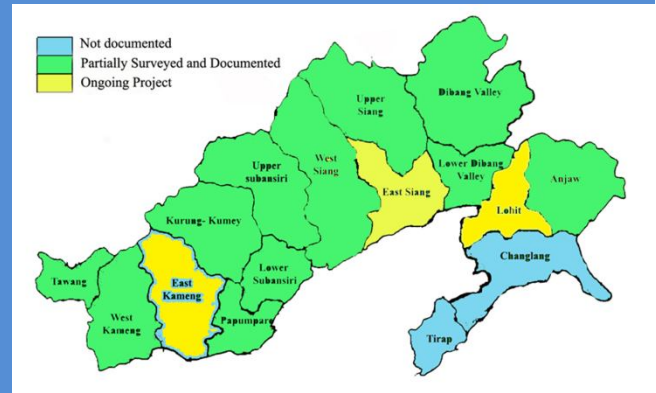 Not documented
Partially Surveyed and Documented
Ongoing Project
Dibang Valley
Upper
Siang
West
Siang
Lower Dibang
Valley
Upper
subansiri
East Siang
Anjaw
Lohit
Kurung- Kumey
Changlang
Lower
Subansiri
Tawang
East
Kameng
West
Kameng
Papumpare
Tirap